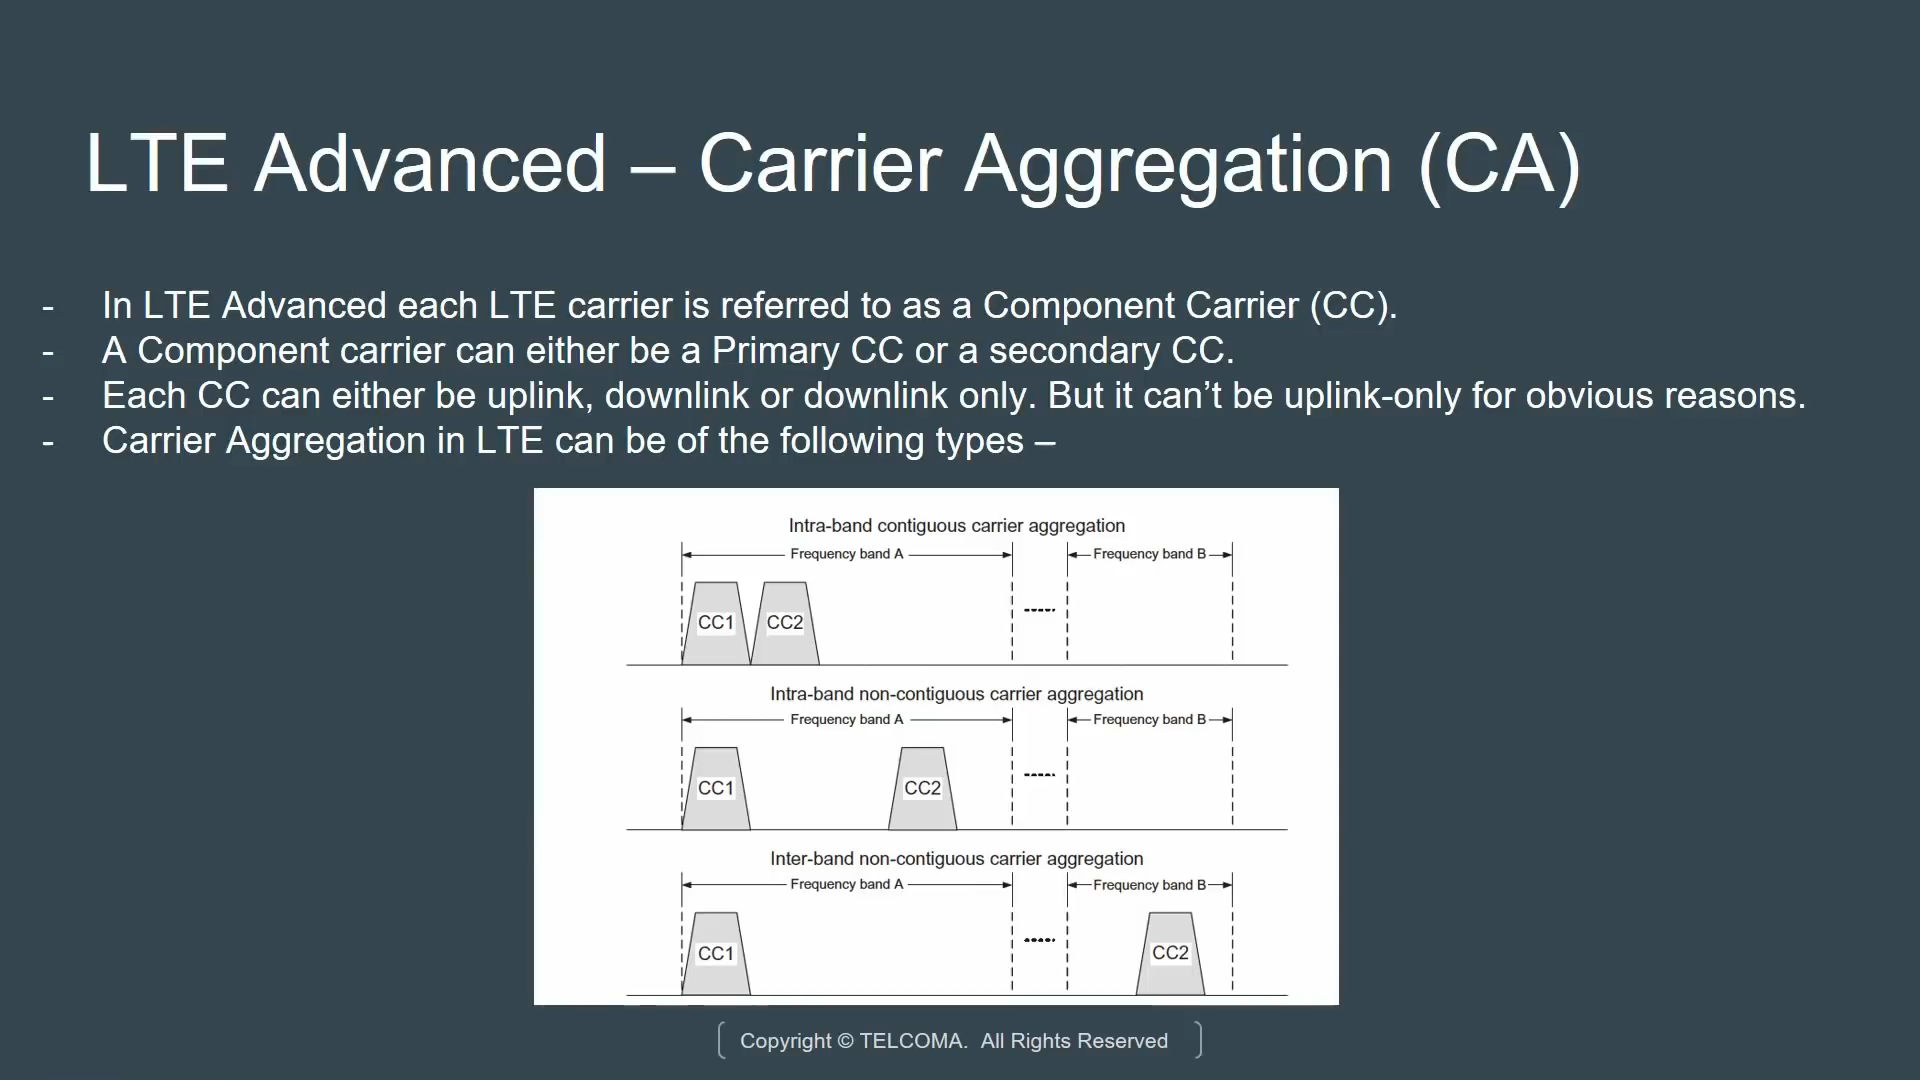 LTE Advanced – Carrier Aggregation (CA)
- In LTE Advanced each LTE carrier is referred to as a Component Carrier (CC).
- A Component carrier can either be a Primary CC or a secondary CC.
- Each CC can either be uplink, downlink or downlink only. But it can’t be uplink-only for obvious reasons.
- Carrier Aggregation in LTE can be of the following types –
Intra-band contiguous carrier aggregation
Frequency band A Frequency band B
CC1 CC2
Intra-band non-contiguous carrier aggregation
Frequency band A Frequency band B
CC1 CC2
Inter-band non-contiguous carrier aggregation
Frequency band A Frequency band B
CC1 CC2
Copyright © TELCOMA. All Rights Reserved